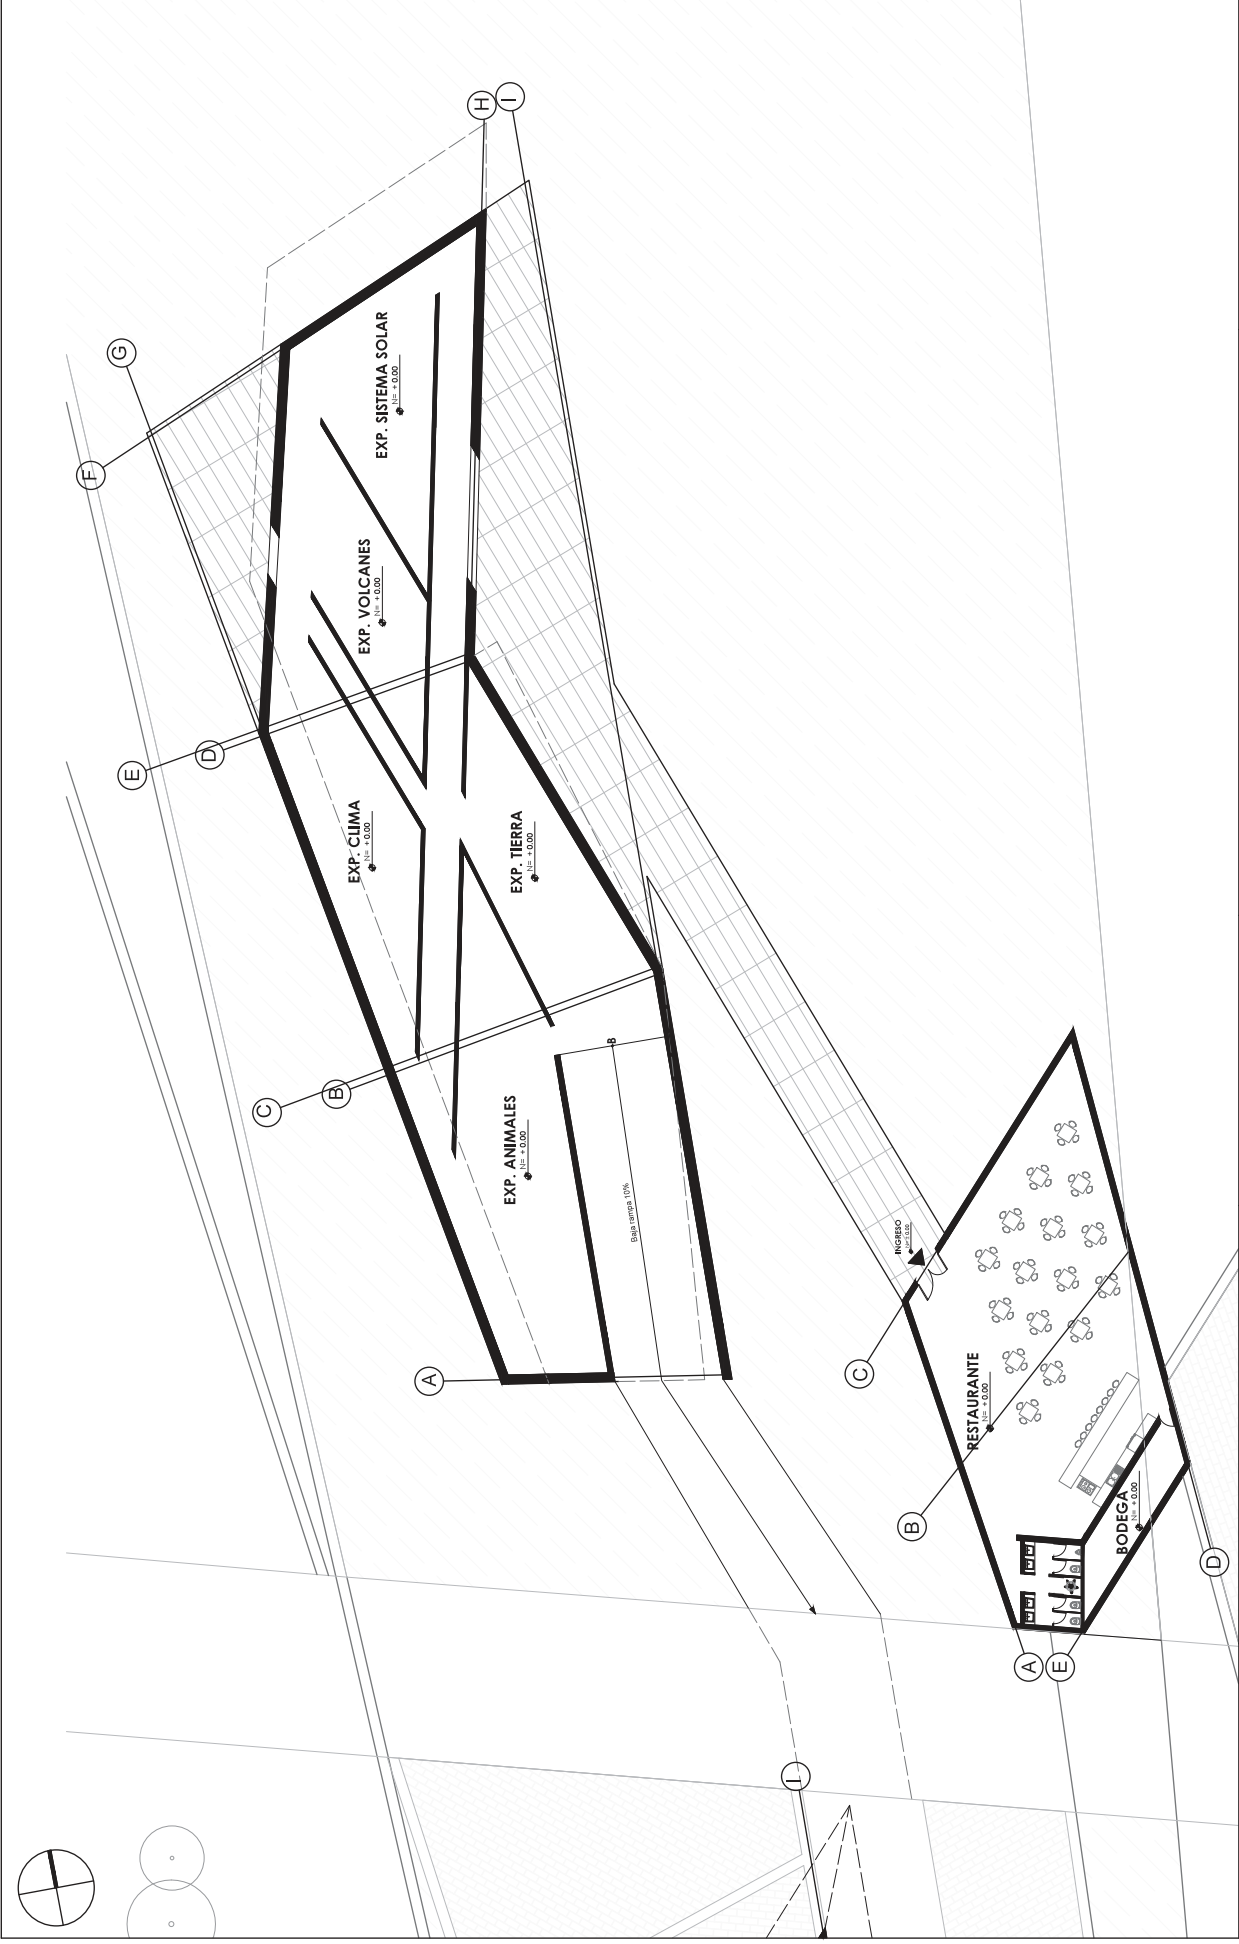 H
I
G
F
EXP. SISTEMA SOLAR
N= +0.00
EXP. VOLCANES
N= +0.00
D
E
EXP. CLIMA
N= +0.00
EXP. TIERRA
N= +0.00
C
B
B
EXP. ANIMALES
N= +0.00
Baja rampa 10%
A
INGRESO
C
RESTAURANTE
N= +0.00
B
BODEGA
N= +0.00
D
A
E